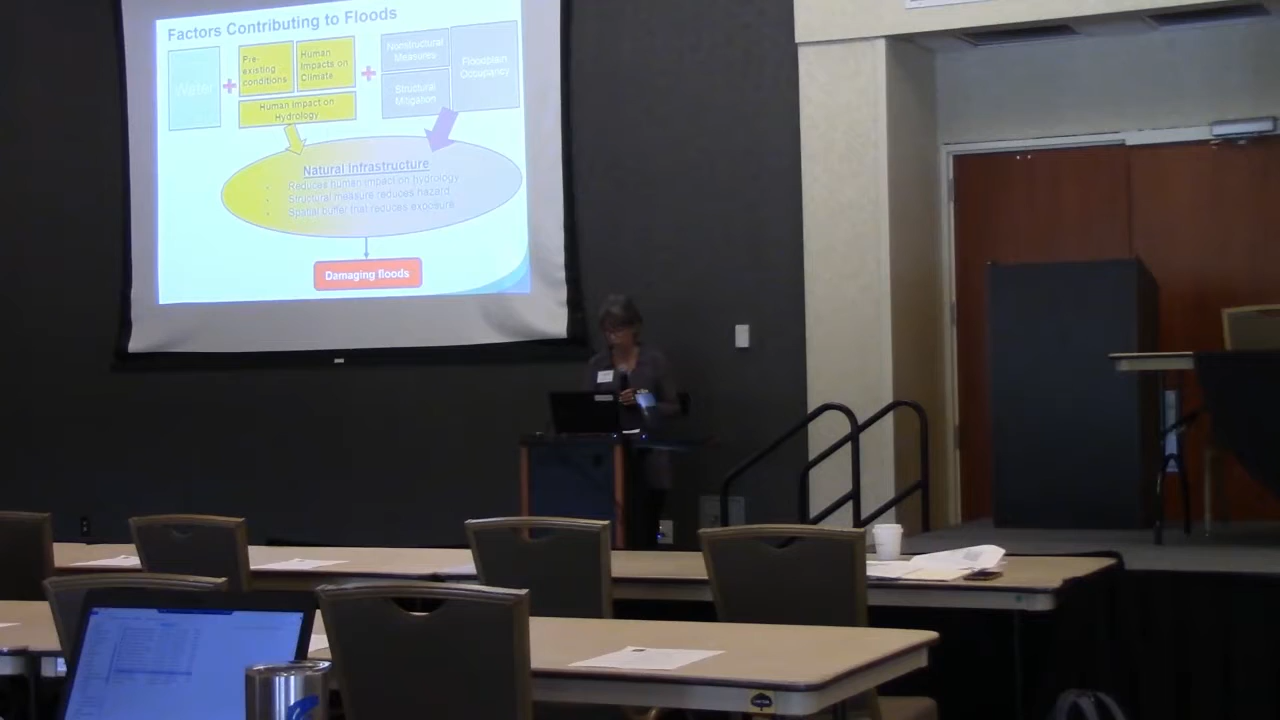 Factors Contributing to Floods
Water
+
Pre-
existing
conditions
Human
Impacts on
Climate
Human Impact on
Hydrology
+
Nonstructural
Measures
Structural
Mitigation
Floodplain
Occupancy
Natural Infrastructure
• Reduces human impact on hydrology
• Structural measure reduces hazard
• Spatial buffer that reduces exposure
Damaging floods